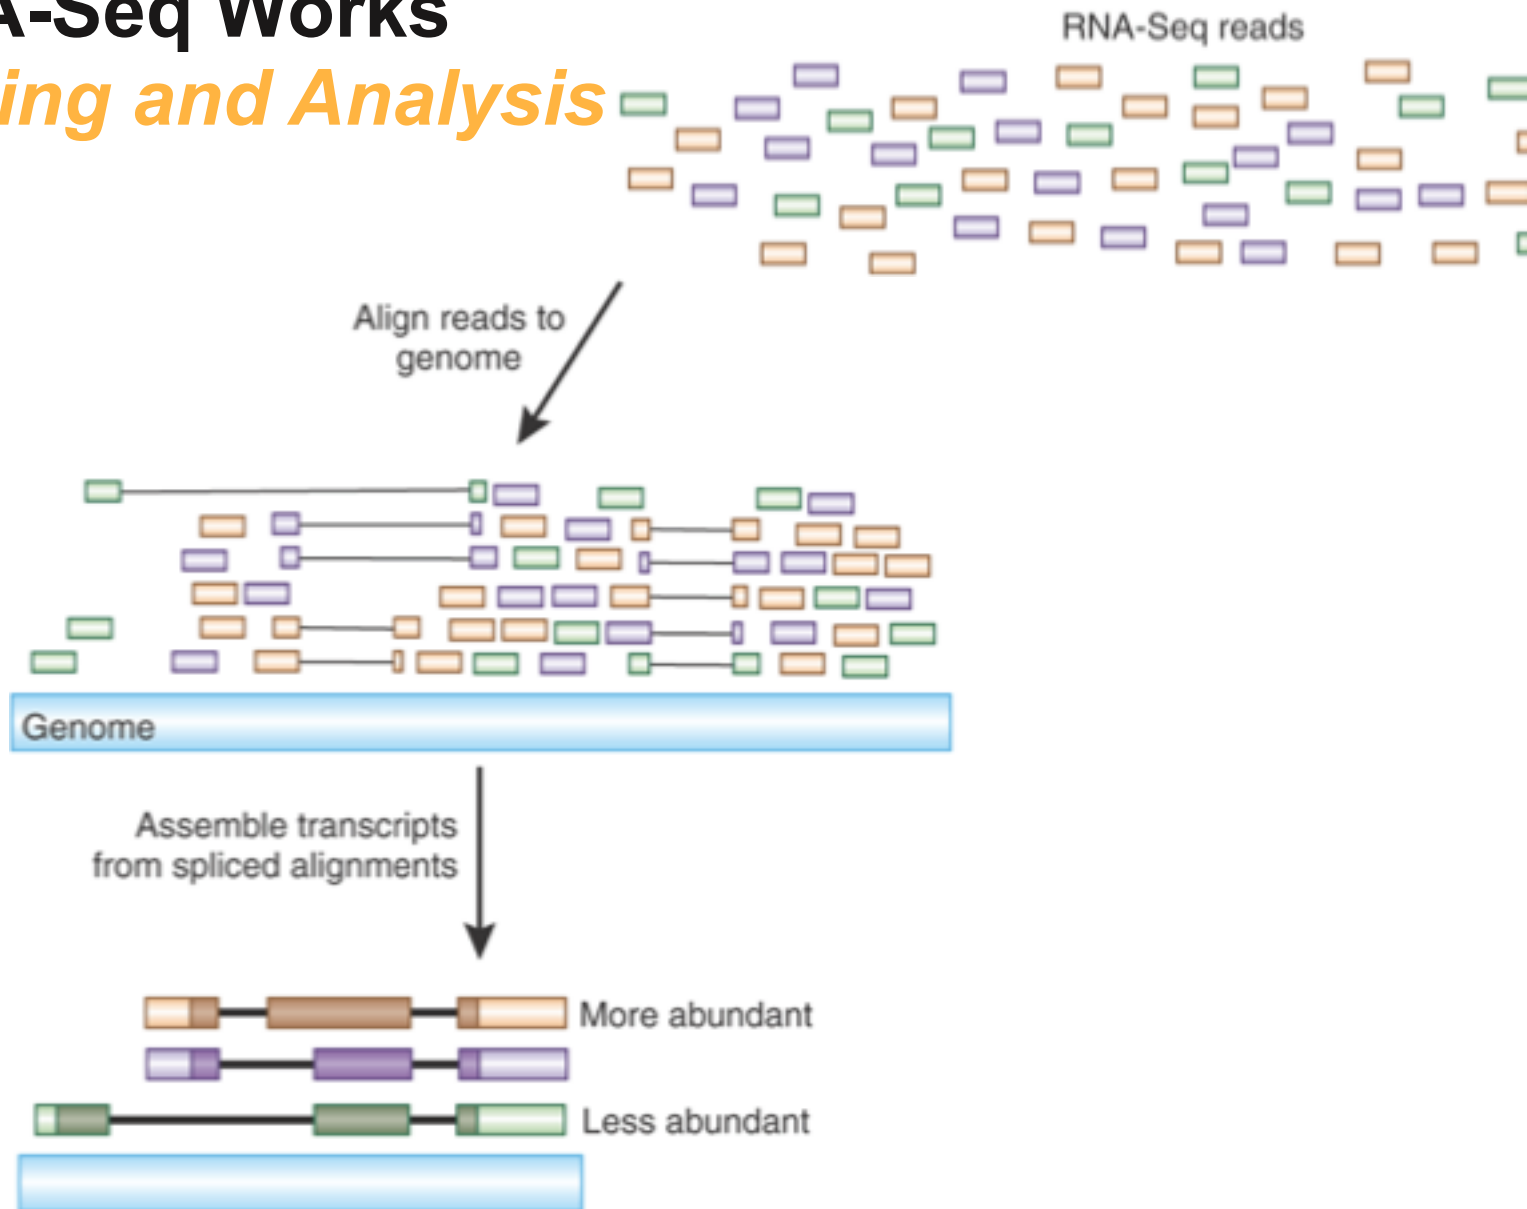 A-Seq Works
ing and Analysis
RNA-Seq reads
Align reads to
genome
Genome
Assemble transcripts
from spliced alignments
More abundant
Less abundant